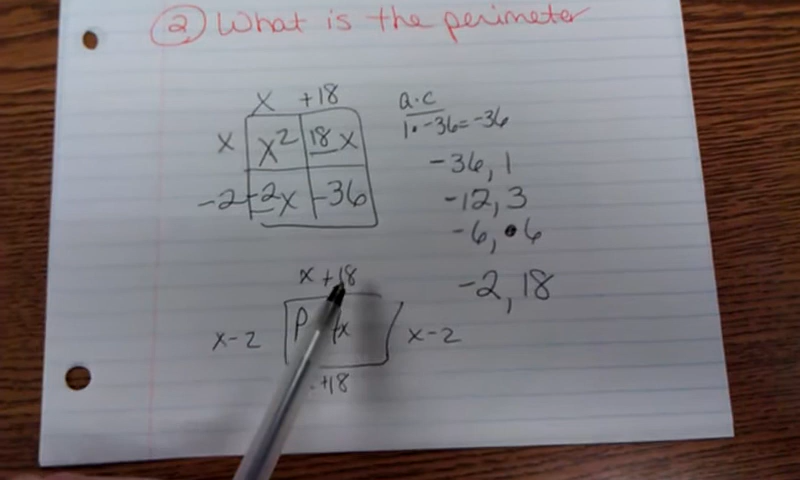 2) What is the perimeter
x +18
x x² 18x
-2 -2x -36
a·c
1·-36=-36
-36, 1
-12, 3
-6, 6
-2, 18
x +18
x-2 P x x-2
+18